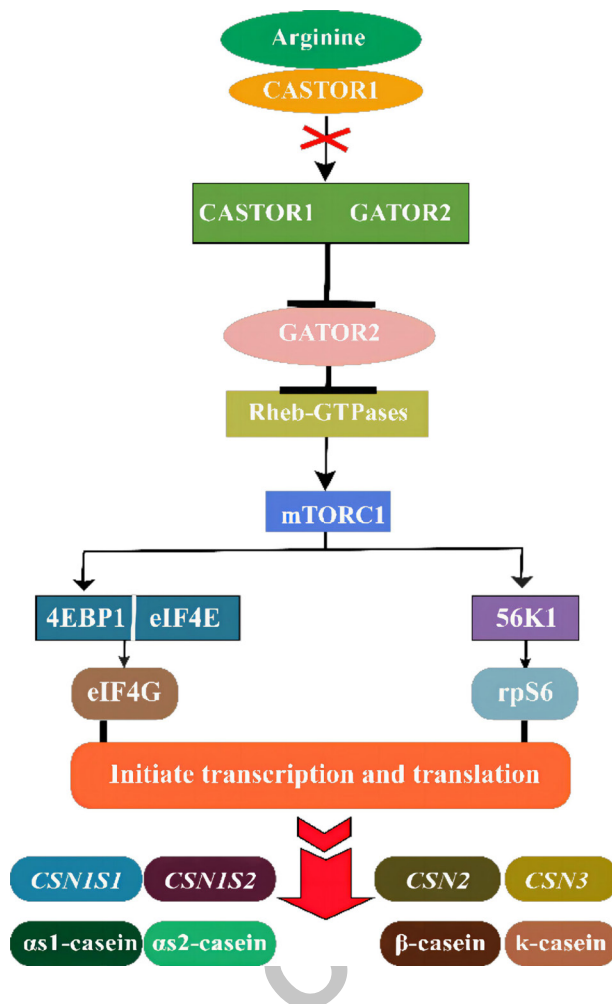 Arginine
CASTOR1
CASTOR1 GATOR2
GATOR2
Rheb-GTPases
mTORC1
4EBP1 eIF4E
56K1
eIF4G
rpS6
Initiate transcription and translation
CSN1S1 CSN1S2 CSN2 CSN3
αs1-casein αs2-casein β-casein k-casein